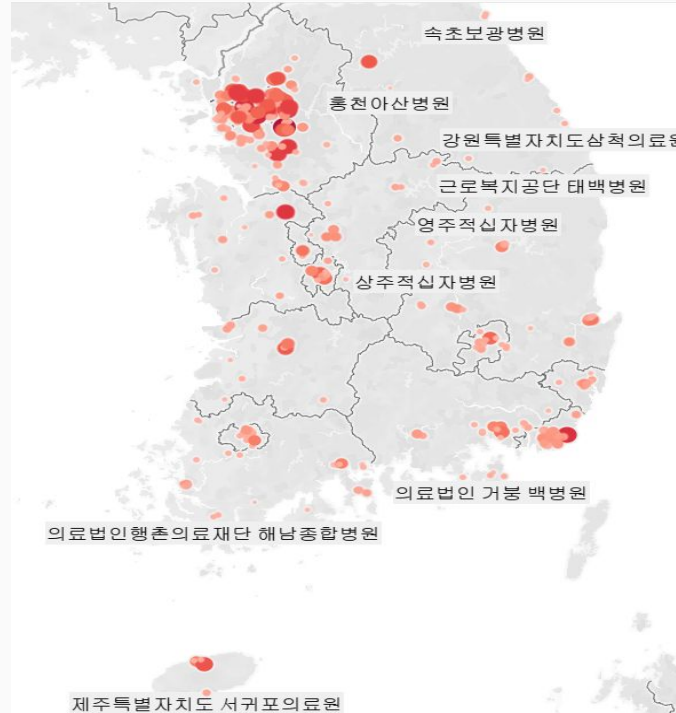 속초보광병원
홍천아산병원
강원특별자치도삼척의료원
근로복지공단 태백병원
영주적십자병원
상주적십자병원
의료법인 거붕 백병원
의료법인행촌의료재단 해남종합병원
제주특별자치도 서귀포의료원